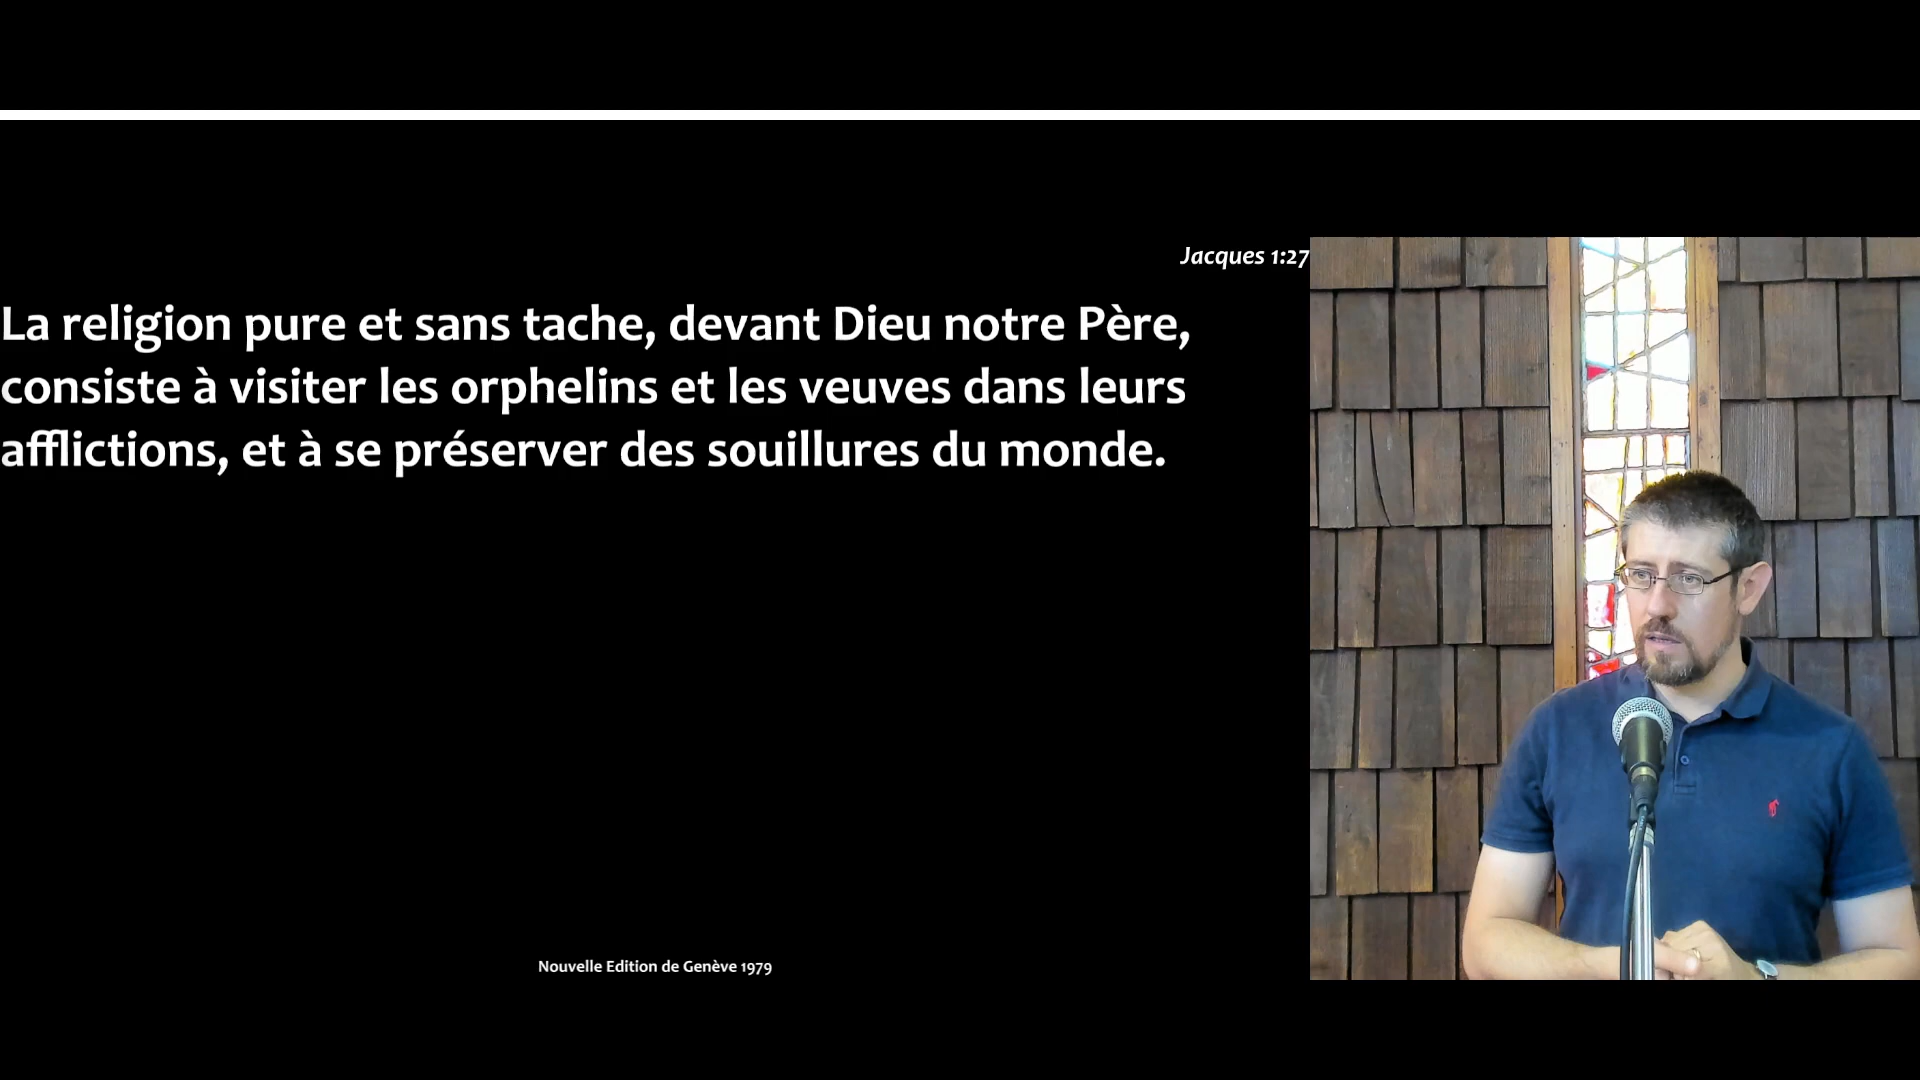 Jacques 1:27
La religion pure et sans tache, devant Dieu notre Père,
consiste à visiter les orphelins et les veuves dans leurs
afflictions, et à se préserver des souillures du monde.
Nouvelle Edition de Genève 1979